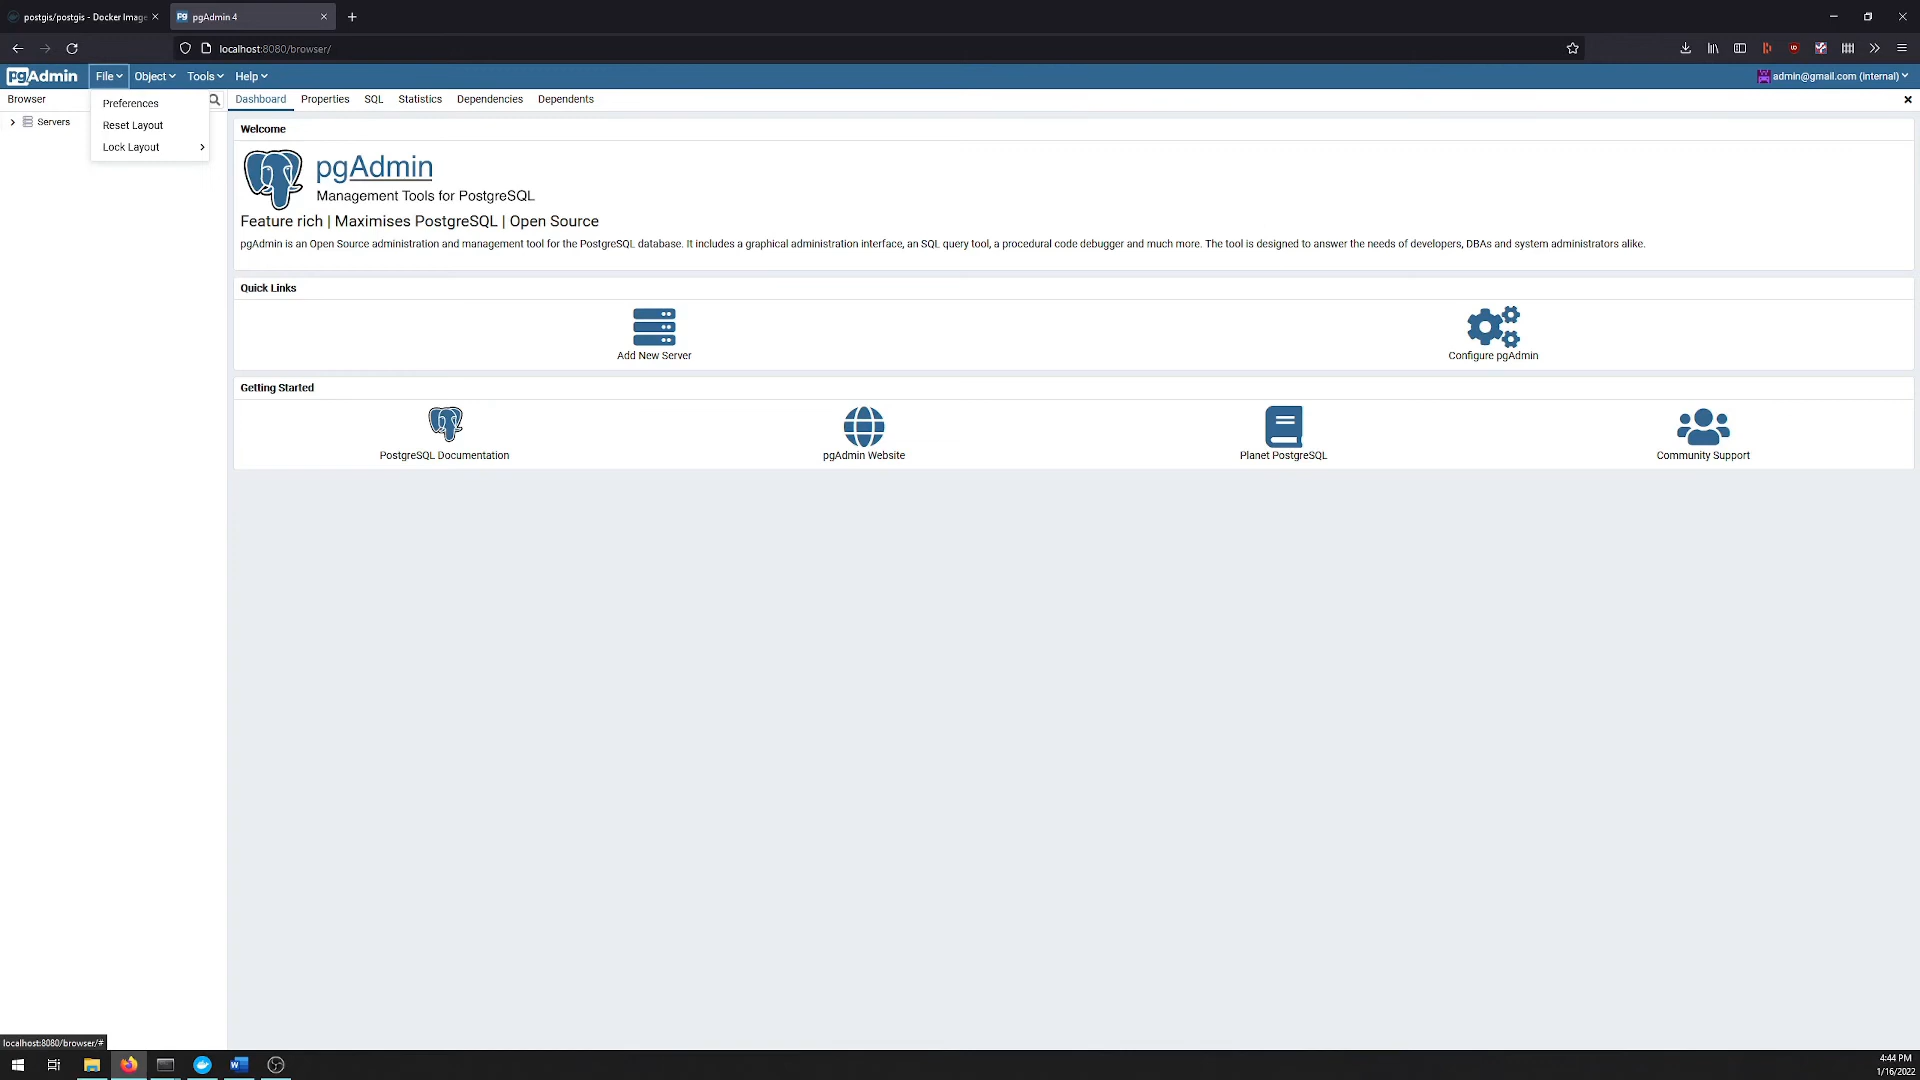 postgis/postgis - Docker Image
pgAdmin 4
localhost:8080/browser/
pgAdmin
File
Object
Tools
Help
admin@gmail.com (internal)
Browser
Dashboard
Properties
SQL
Statistics
Dependencies
Dependents
Servers
Preferences
Reset Layout
Lock Layout
Welcome
pgAdmin
Management Tools for PostgreSQL
Feature rich | Maximises PostgreSQL | Open Source
pgAdmin is an Open Source administration and management tool for the PostgreSQL database. It includes a graphical administration interface, an SQL query tool, a procedural code debugger and much more. The tool is designed to answer the needs of developers, DBAs and system administrators alike.
Quick Links
Add New Server
Configure pgAdmin
Getting Started
PostgreSQL Documentation
pgAdmin Website
Planet PostgreSQL
Community Support
localhost:8080/browser/#
4:44 PM
1/16/2022